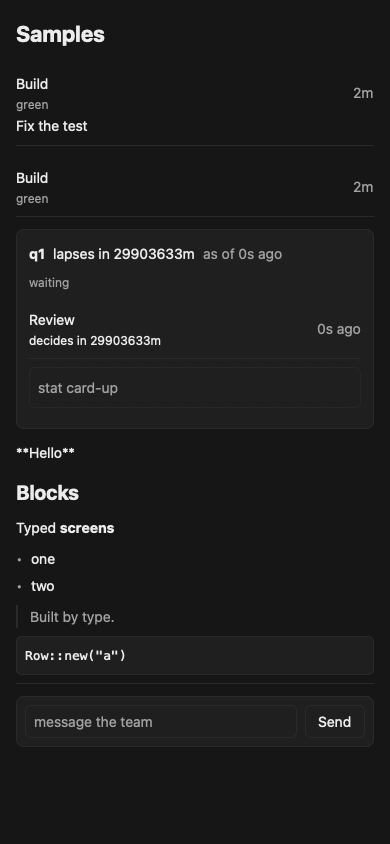 Samples
Build
2m
green
Fix the test
Build
2m
green
q1 lapses in 29903633m as of 0s ago
waiting
Review
0s ago
decides in 29903633m
stat card-up
**Hello**
Blocks
Typed screens
• one
• two
Built by type.
Row::new("a")
message the team
Send